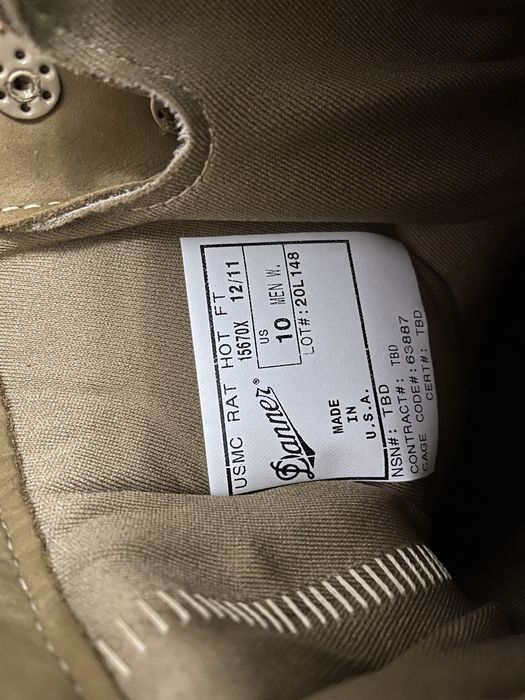 USMC RAT HOT FT
15670X 12/11
US
10 MEN W.
LOT#:20L148
Danner®
MADE
IN
U.S.A.
NSN#: TBD
CONTRACT#: TBD
CAGE CODE#:63887
CERT#: TBD